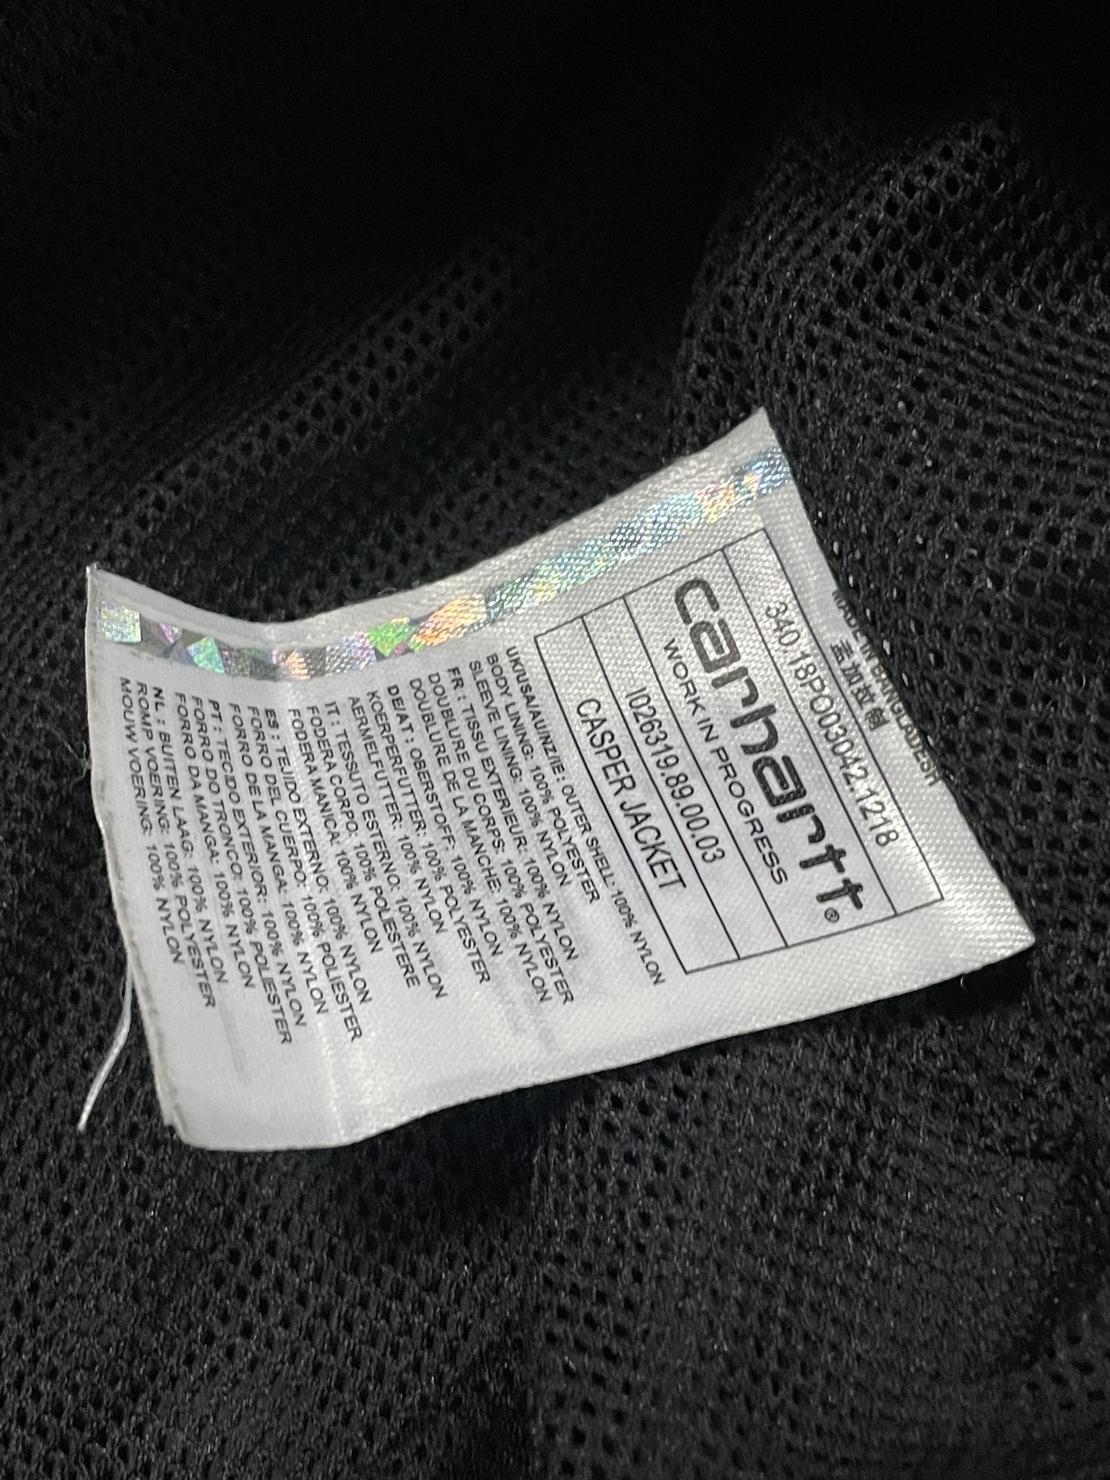 MADE IN BANGLADESH
孟加拉制
340.18PO03042.1218
carhartt®
WORK IN PROGRESS
I026319.89.00.03
CASPER JACKET
UK/USA/AU/NZ/IE : OUTER SHELL: 100% NYLON
BODY LINING: 100% POLYESTER
SLEEVE LINING: 100% NYLON
FR : TISSU EXTERIEUR: 100% NYLON
DOUBLURE DU CORPS: 100% POLYESTER
DOUBLURE DE LA MANCHE: 100% NYLON
DE/AT : OBERSTOFF: 100% NYLON
KOERPERFUTTER: 100% POLYESTER
AERMELFUTTER: 100% NYLON
IT : TESSUTO ESTERNO: 100% NYLON
FODERA CORPO: 100% POLIESTERE
FODERA MANICA: 100% NYLON
ES : TEJIDO EXTERNO: 100% NYLON
FORRO DEL CUERPO: 100% POLIESTER
FORRO DE LA MANGA: 100% NYLON
PT : TECIDO EXTERIOR: 100% NYLON
FORRO DO TRONCO: 100% POLIESTER
FORRO DA MANGA: 100% NYLON
NL : BUITEN LAAG: 100% NYLON
ROMP VOERING: 100% POLYESTER
MOUW VOERING: 100% NYLON